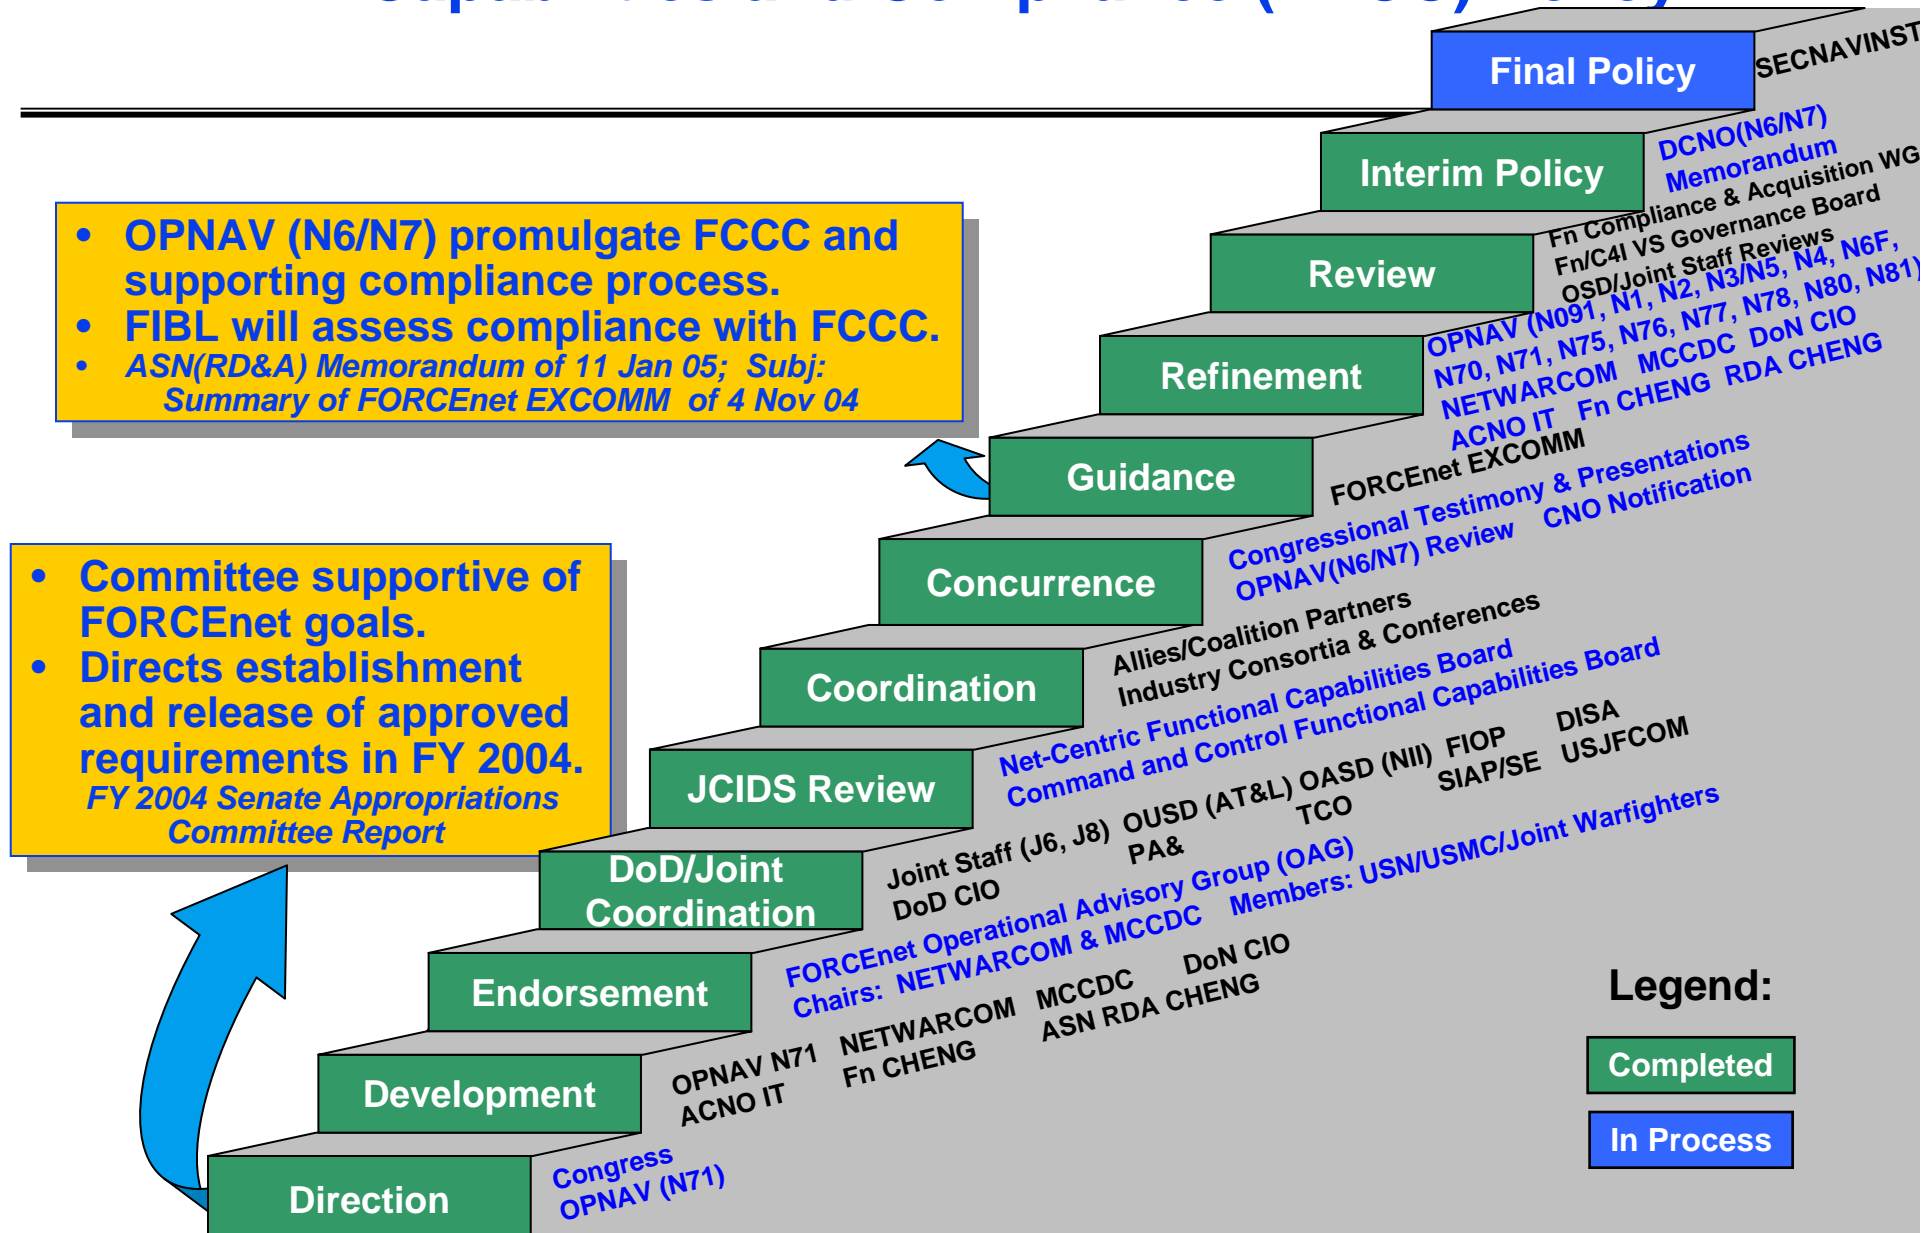 Final Policy
SECNAVINST
Interim Policy
DCNO(N6/N7)
Memorandum
• OPNAV (N6/N7) promulgate FCCC and
supporting compliance process.
• FIBL will assess compliance with FCCC.
• ASN(RD&A) Memorandum of 11 Jan 05; Subj:
Summary of FORCEnet EXCOMM of 4 Nov 04
Review
Fn Compliance & Acquisition WG
Fn/C4I VS Governance Board
OSD/Joint Staff Reviews
Refinement
OPNAV (N091, N1, N2, N3/N5, N4, N6F,
N70, N71, N75, N76, N77, N78, N80, N81)
NETWARCOM MCCDC DoN CIO
ACNO IT Fn CHENG RDA CHENG
Guidance
FORCEnet EXCOMM
Concurrence
Congressional Testimony & Presentations
OPNAV(N6/N7) Review CNO Notification
• Committee supportive of
FORCEnet goals.
• Directs establishment
and release of approved
requirements in FY 2004.
FY 2004 Senate Appropriations
Committee Report
Coordination
Allies/Coalition Partners
Industry Consortia & Conferences
JCIDS Review
Net-Centric Functional Capabilities Board
Command and Control Functional Capabilities Board
DoD/Joint
Coordination
Joint Staff (J6, J8) OUSD (AT&L) OASD (NII) FIOP DISA
DoD CIO PA& TCO SIAP/SE USJFCOM
Endorsement
FORCEnet Operational Advisory Group (OAG)
Chairs: NETWARCOM & MCCDC Members: USN/USMC/Joint Warfighters
Development
OPNAV N71 NETWARCOM MCCDC DoN CIO
ACNO IT Fn CHENG ASN RDA CHENG
Direction
Congress
OPNAV (N71)
Legend:
Completed
In Process